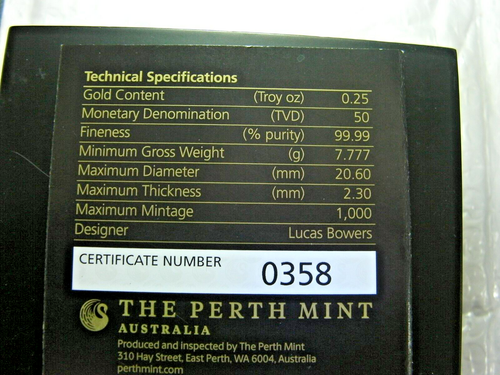 Technical Specifications
Gold Content (Troy oz) 0.25
Monetary Denomination (TVD) 50
Fineness (% purity) 99.99
Minimum Gross Weight (g) 7.777
Maximum Diameter (mm) 20.60
Maximum Thickness (mm) 2.30
Maximum Mintage 1,000
Designer Lucas Bowers
CERTIFICATE NUMBER 0358
THE PERTH MINT
AUSTRALIA
Produced and inspected by The Perth Mint
310 Hay Street, East Perth, WA 6004, Australia
perthmint.com